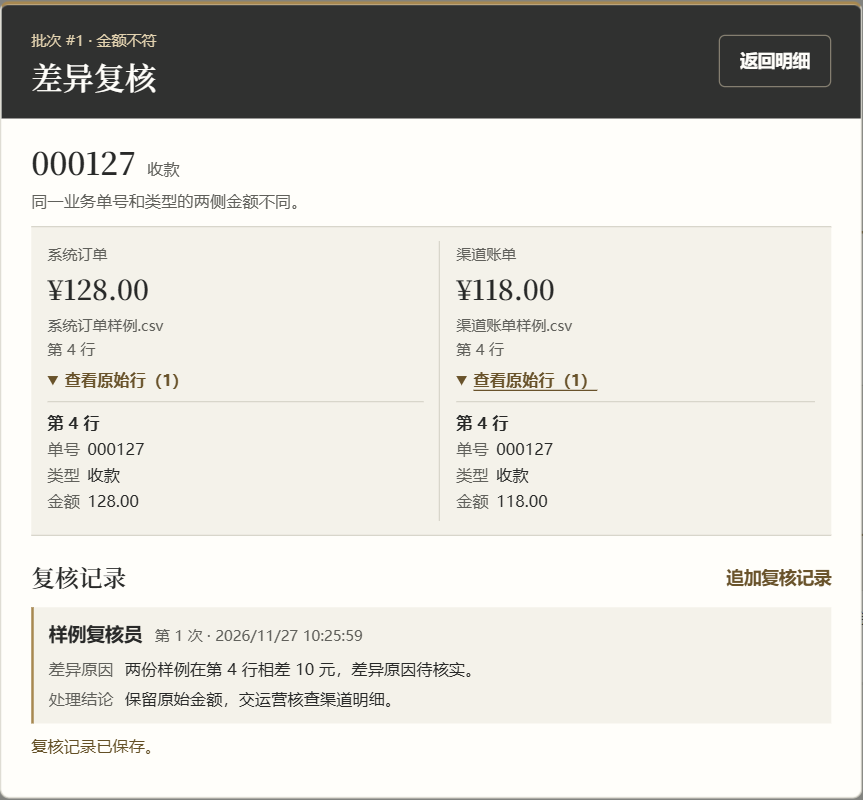 批次 #1 · 金额不符
差异复核
返回明细
000127 收款
同一业务单号和类型的两侧金额不同。
系统订单
¥128.00
系统订单样例.csv
第 4 行
▼ 查看原始行（1）
第 4 行
单号 000127
类型 收款
金额 128.00
渠道账单
¥118.00
渠道账单样例.csv
第 4 行
▼ 查看原始行（1）
第 4 行
单号 000127
类型 收款
金额 118.00
复核记录
追加复核记录
样例复核员 第 1 次 · 2026/11/27 10:25:59
差异原因 两份样例在第 4 行相差 10 元，差异原因待核实。
处理结论 保留原始金额，交运营核查渠道明细。
复核记录已保存。